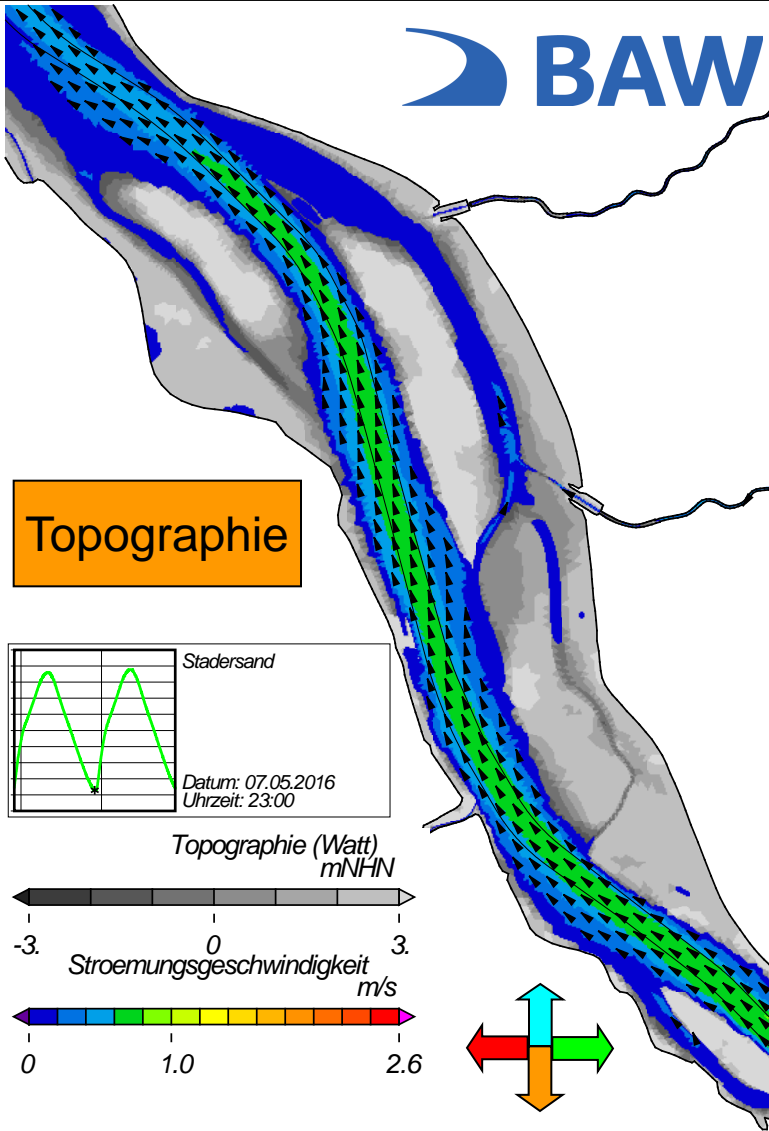 BAW
Topographie
Stadersand
Datum: 07.05.2016
Uhrzeit: 23:00
Topographie (Watt)
mNHN
-3. 0 3.
Stroemungsgeschwindigkeit
m/s
0 1.0 2.6